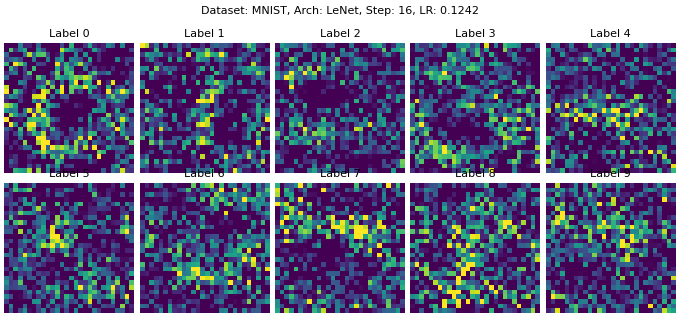 Dataset: MNIST, Arch: LeNet, Step: 16, LR: 0.1242
Label 0 Label 1 Label 2 Label 3 Label 4
Label 5 Label 6 Label 7 Label 8 Label 9